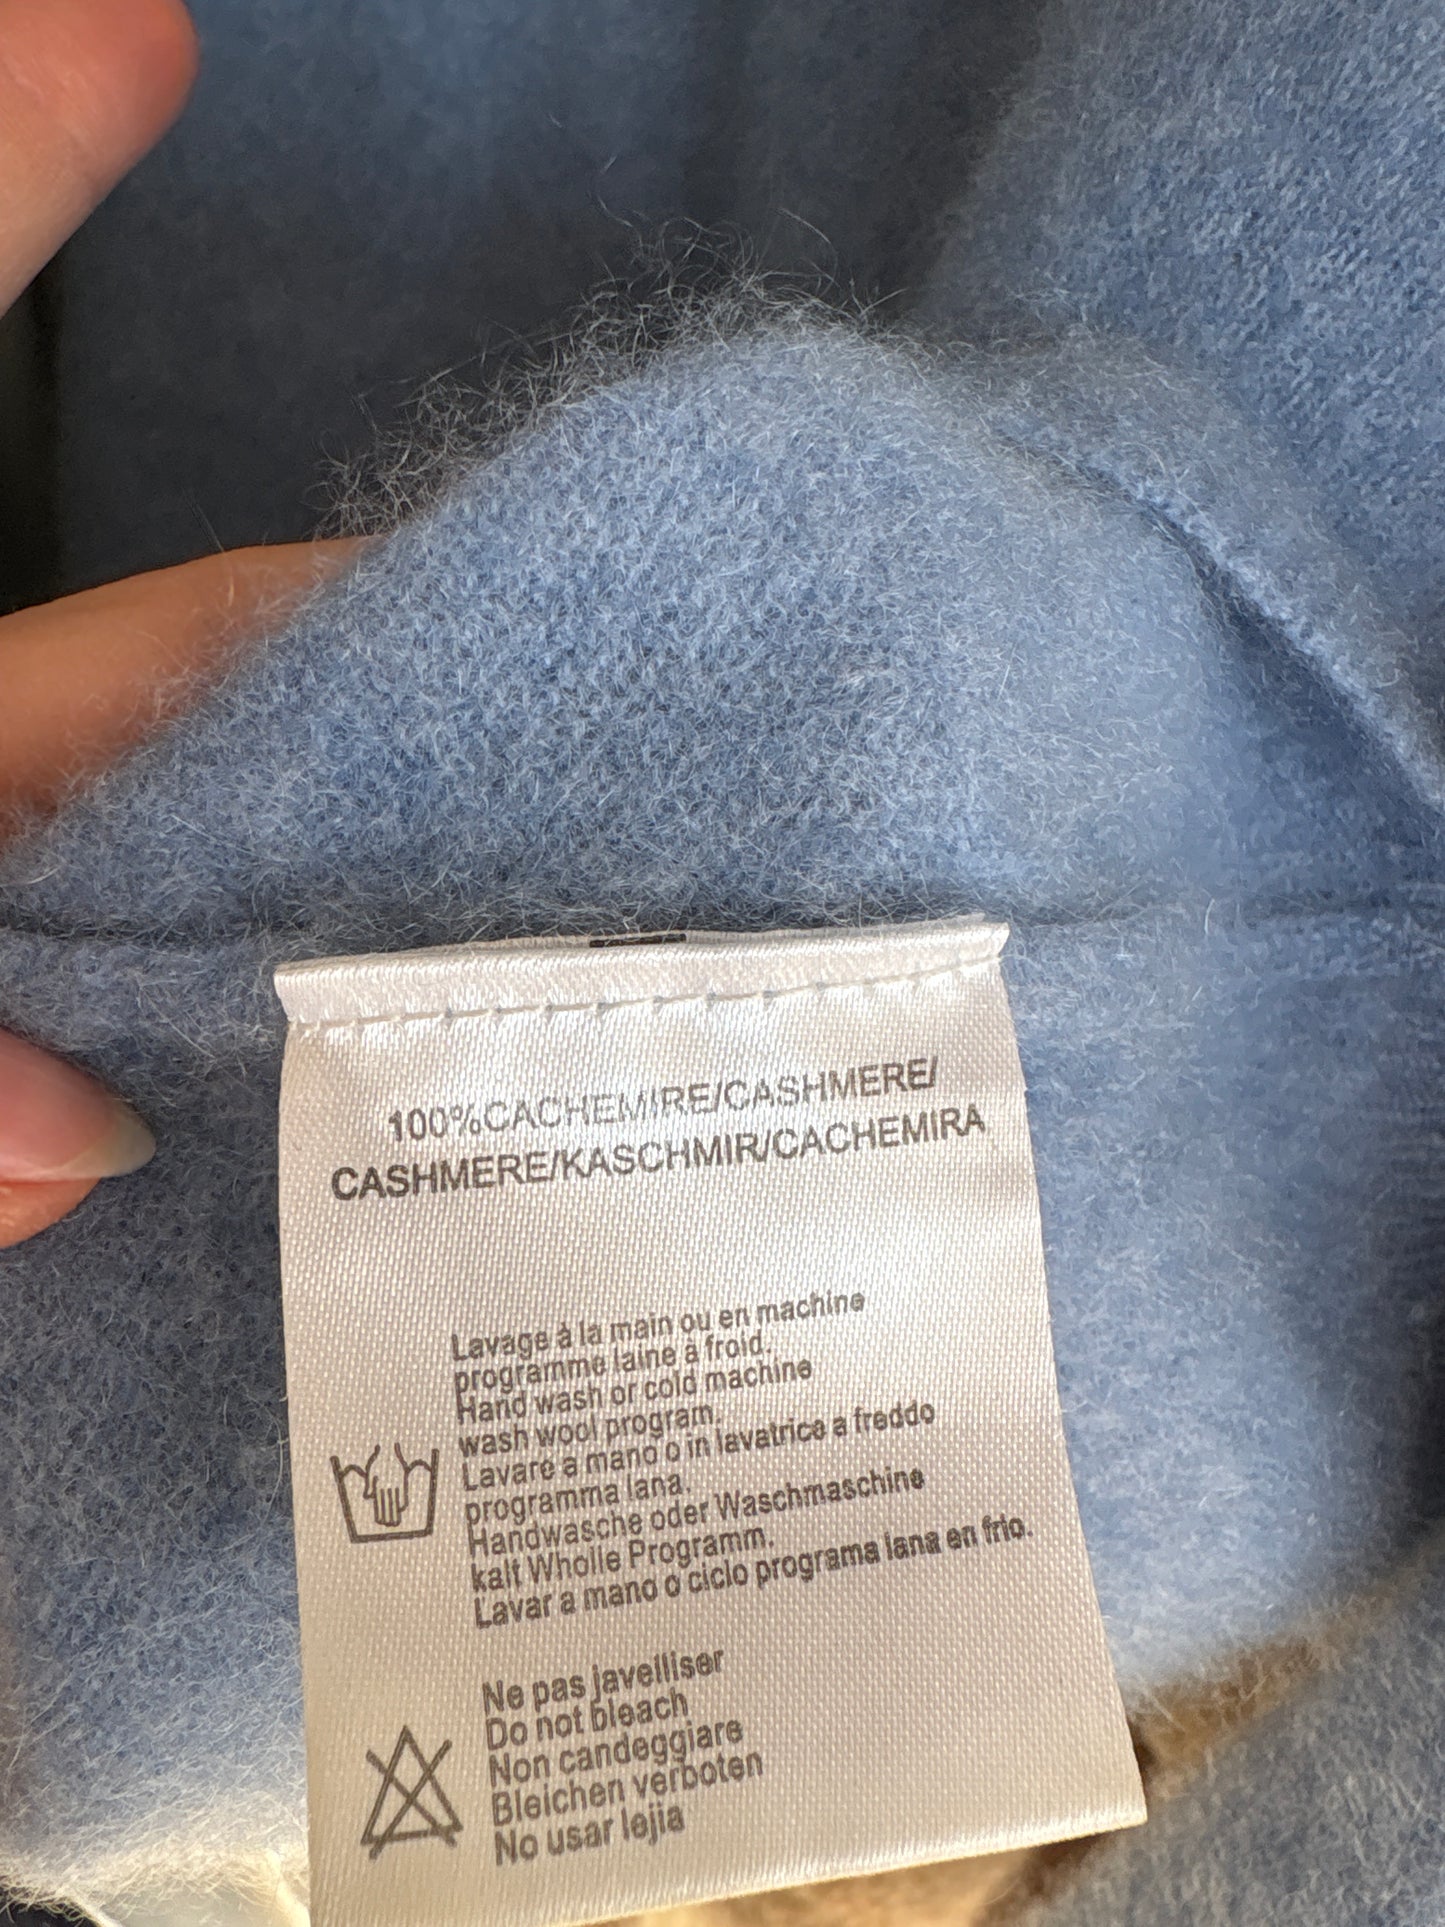 100%CACHEMIRE/CASHMERE/
CASHMERE/KASCHMIR/CACHEMIRA
Lavage à la main ou en machine
programme laine à froid.
Hand wash or cold machine
wash wool program.
Lavare a mano o in lavatrice a freddo
programma lana.
Handwasche oder Waschmaschine
kalt Wholle Programm.
Lavar a mano o ciclo programa lana en frio.
Ne pas javelliser
Do not bleach
Non candeggiare
Bleichen verboten
No usar lejia